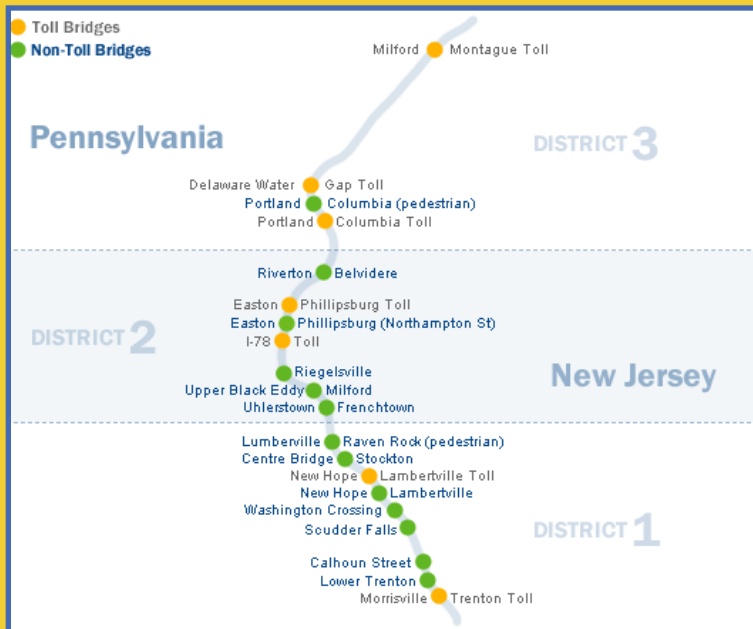 Toll Bridges
Non-Toll Bridges
Milford Montague Toll
Pennsylvania
DISTRICT 3
Delaware Water Gap Toll
Portland Columbia (pedestrian)
Portland Columbia Toll
Riverton Belvidere
Easton Phillipsburg Toll
Easton Phillipsburg (Northampton St)
DISTRICT 2
I-78 Toll
Riegelsville
New Jersey
Upper Black Eddy Milford
Uhlerstown Frenchtown
Lumberville Raven Rock (pedestrian)
Centre Bridge Stockton
New Hope Lambertville Toll
New Hope Lambertville
Washington Crossing
Scudder Falls
DISTRICT 1
Calhoun Street
Lower Trenton
Morrisville Trenton Toll